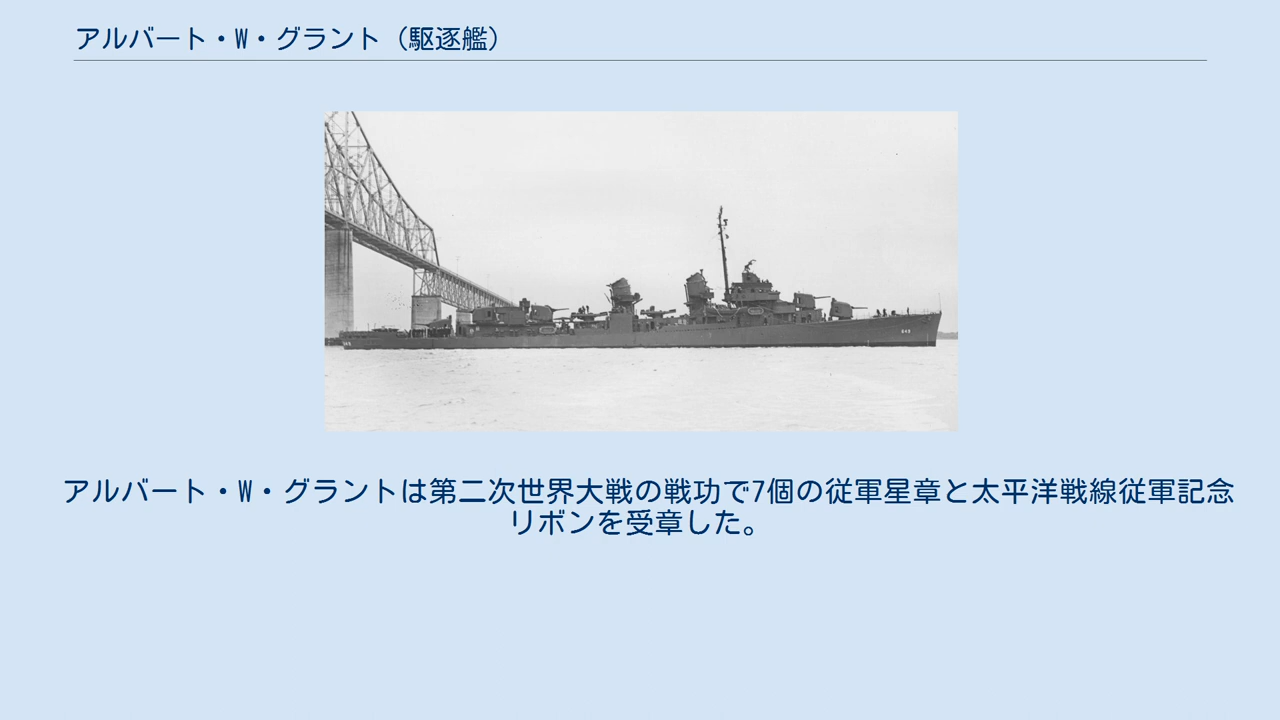 アルバート・W・グラント（駆逐艦）
アルバート・W・グラントは第二次世界大戦の戦功で7個の従軍星章と太平洋戦線従軍記念
リボンを受章した。